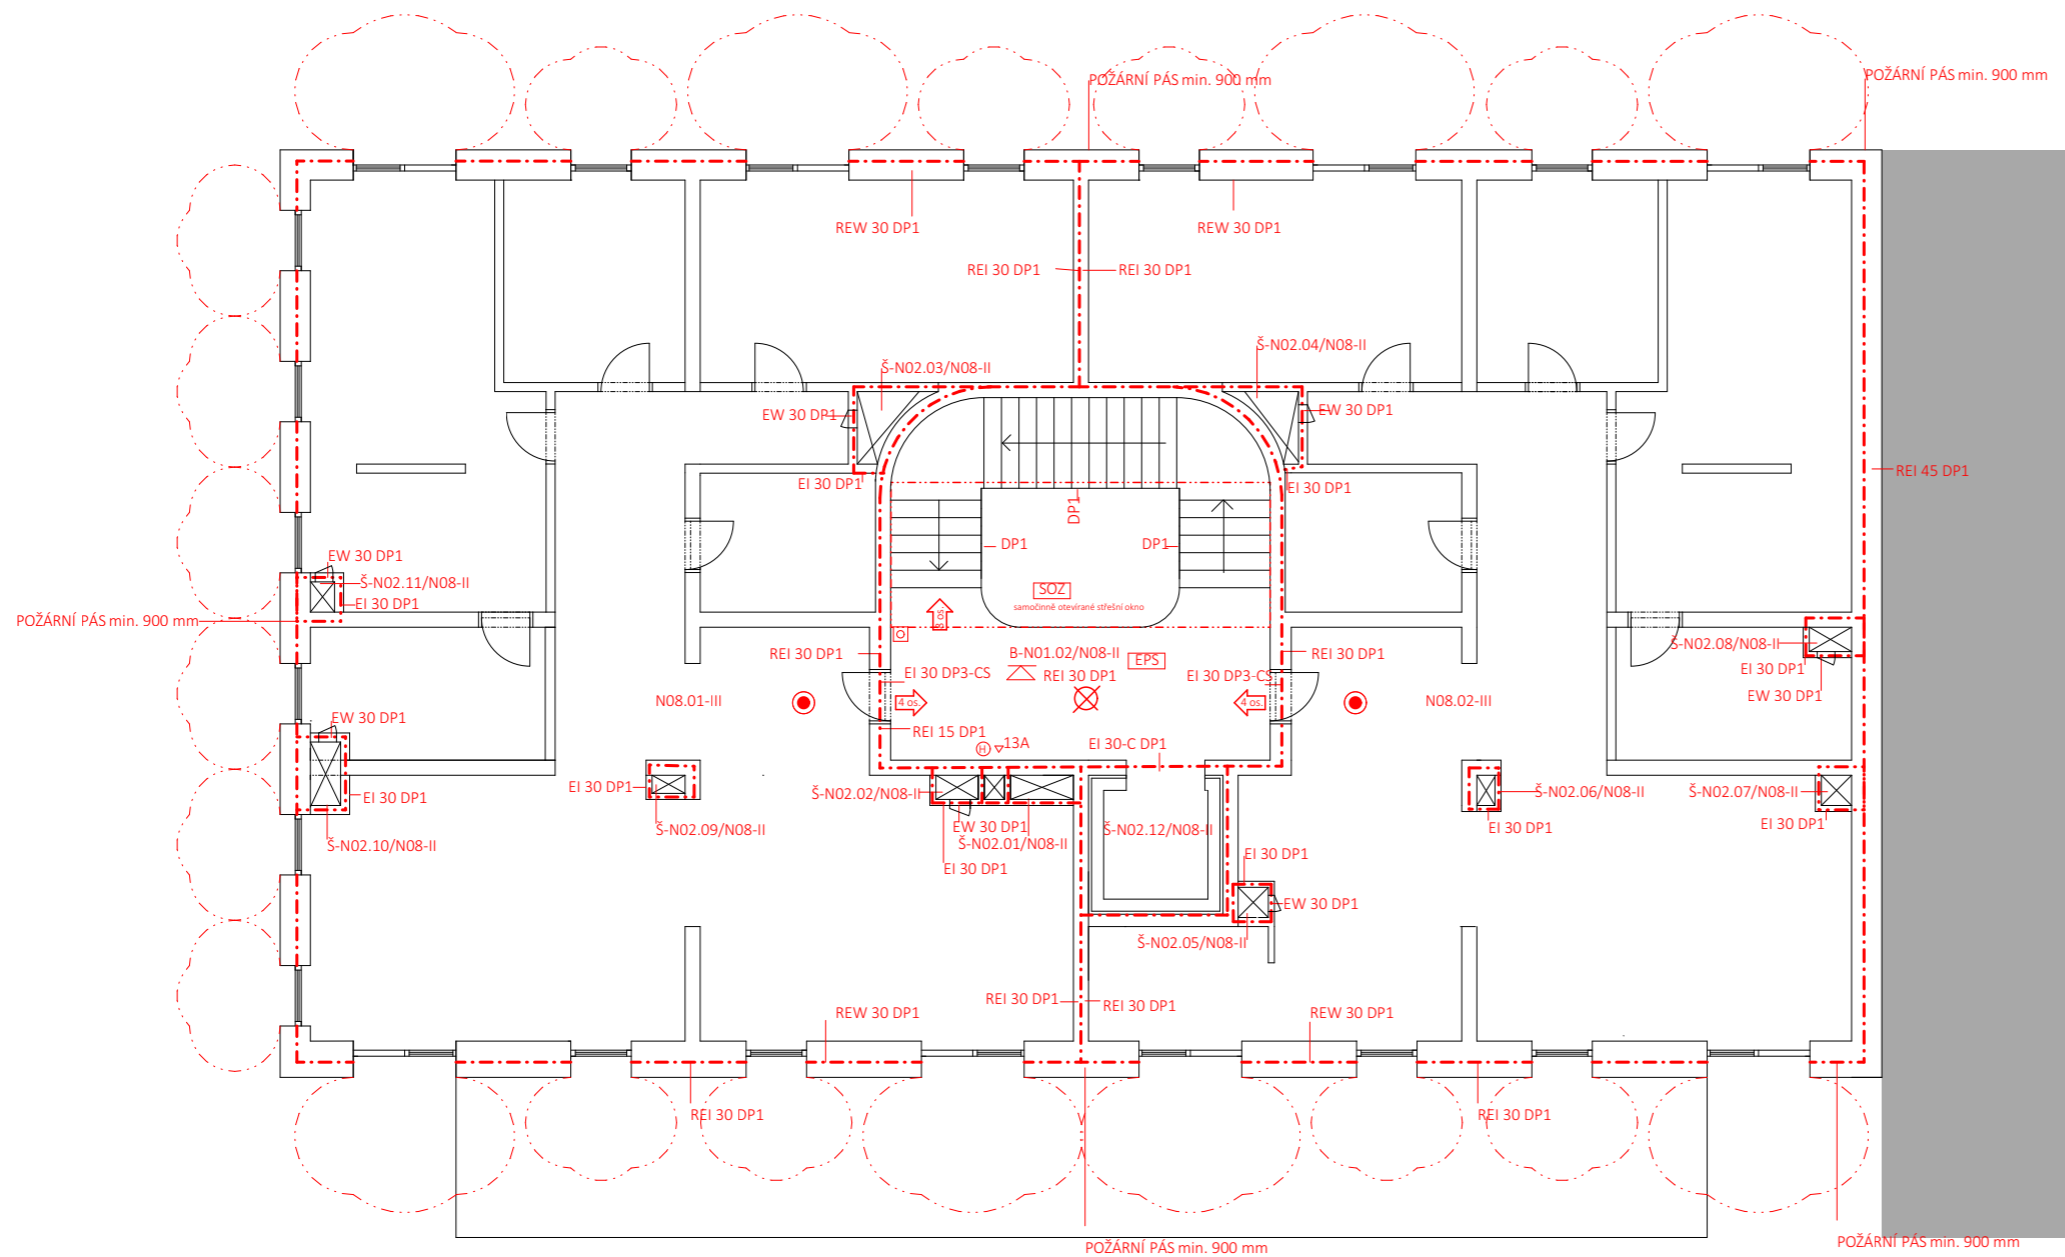 POŽÁRNÍ PÁS min. 900 mm
POŽÁRNÍ PÁS min. 900 mm
REW 30 DP1
REW 30 DP1
REI 30 DP1
REI 30 DP1
Š-N02.03/N08-II
Š-N02.04/N08-II
EW 30 DP1
EW 30 DP1
EI 30 DP1
EI 30 DP1
REI 45 DP1
DP1
DP1
DP1
EW 30 DP1
Š-N02.11/N08-II
EI 30 DP1
POŽÁRNÍ PÁS min. 900 mm
SOZ
samočinně otevírané střešní okno
8 os.
B-N01.02/N08-II
EPS
REI 30 DP1
REI 30 DP1
REI 30 DP1
EI 30 DP3-CS
EI 30 DP3-CS
Š-N02.08/N08-II
EI 30 DP1
EW 30 DP1
N08.01-III
4 os.
4 os.
N08.02-III
EW 30 DP1
REI 15 DP1
H
13A
EI 30-C DP1
EI 30 DP1
EI 30 DP1
Š-N02.02/N08-II
Š-N02.06/N08-II
Š-N02.07/N08-II
Š-N02.10/N08-II
Š-N02.09/N08-II
EW 30 DP1
Š-N02.12/N08-II
EI 30 DP1
EI 30 DP1
Š-N02.01/N08-II
EI 30 DP1
EI 30 DP1
EW 30 DP1
Š-N02.05/N08-II
REI 30 DP1
REI 30 DP1
REW 30 DP1
REW 30 DP1
REI 30 DP1
REI 30 DP1
POŽÁRNÍ PÁS min. 900 mm
POŽÁRNÍ PÁS min. 900 mm